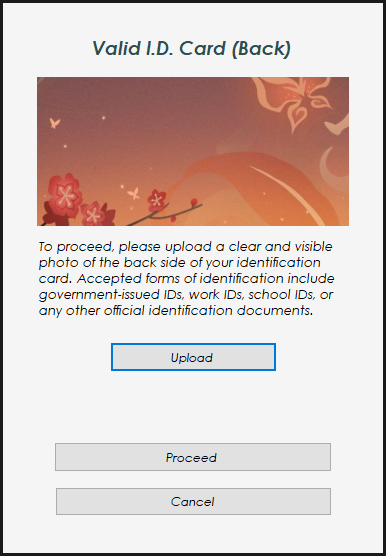 Valid I.D. Card (Back)
To proceed, please upload a clear and visible
photo of the back side of your identification
card. Accepted forms of identification include
government-issued IDs, work IDs, school IDs, or
any other official identification documents.
Upload
Proceed
Cancel